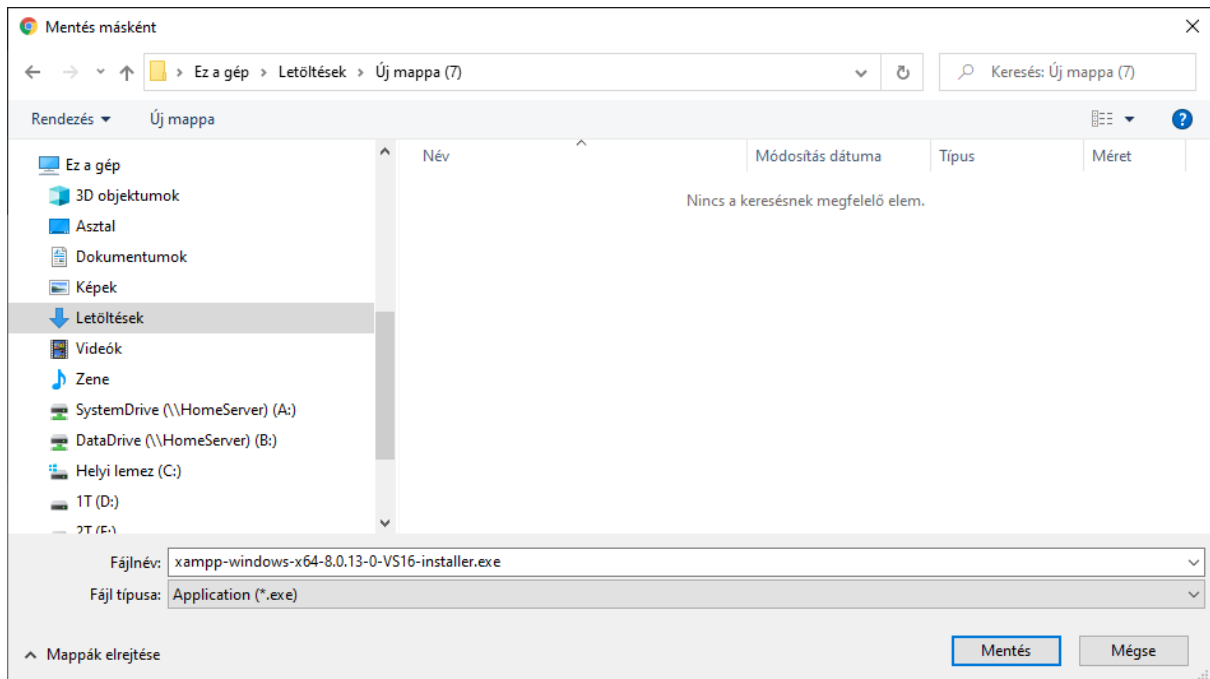 Mentés másként
Ez a gép > Letöltések > Új mappa (7)
Keresés: Új mappa (7)
Rendezés
Új mappa
Név
Módosítás dátuma
Típus
Méret
Nincs a keresésnek megfelelő elem.
Ez a gép
3D objektumok
Asztal
Dokumentumok
Képek
Letöltések
Videók
Zene
SystemDrive (\\HomeServer) (A:)
DataDrive (\\HomeServer) (B:)
Helyi lemez (C:)
1T (D:)
Fájlnév: xampp-windows-x64-8.0.13-0-VS16-installer.exe
Fájl típusa: Application (*.exe)
Mappák elrejtése
Mentés
Mégse